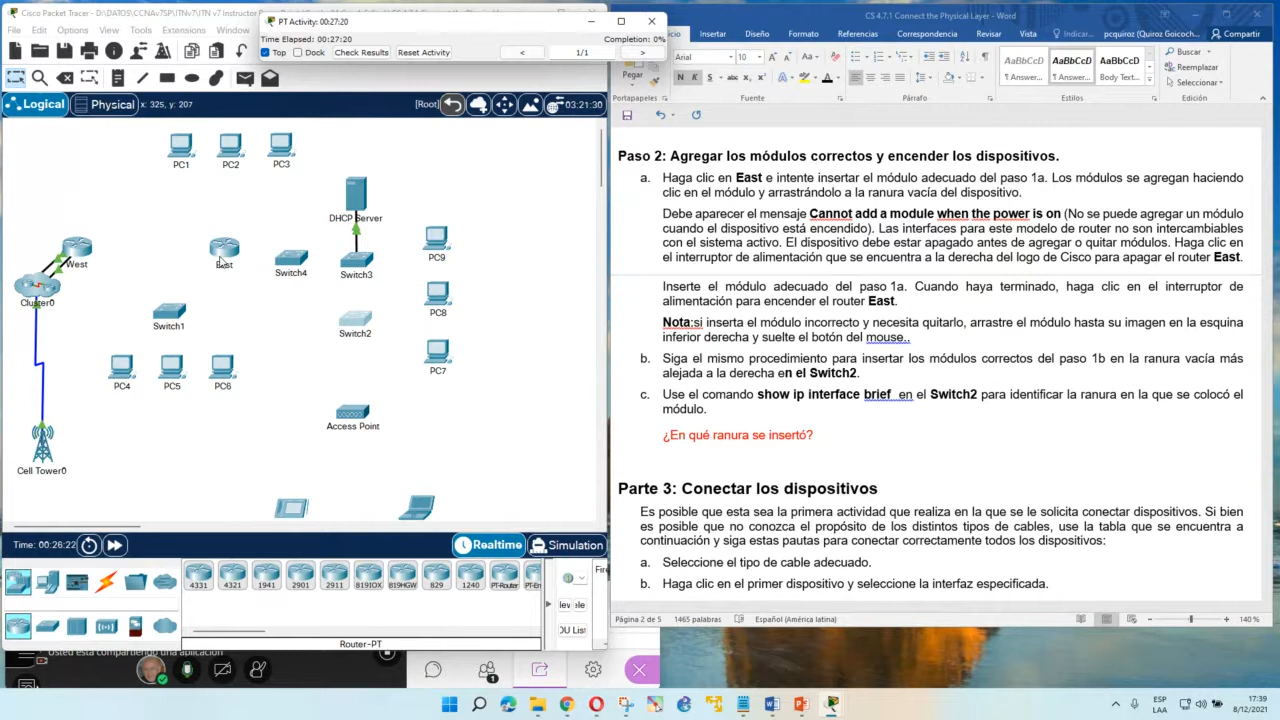 Cisco Packet Tracer - D:\DATOS\CCNAv7SP\ITNv7\ITN v7 Instructor
File Edit Options View Tools Extensions Window
PT Activity: 00:27:20
Time Elapsed: 00:27:20
Completion: 0%
Top
Dock
Check Results
Reset Activity
<
1/1
>
Logical
Physical
x: 325, y: 207
[Root]
03:21:30
PC1
PC2
PC3
DHCP Server
West
East
Switch4
Switch3
PC9
Cluster0
Switch1
Switch2
PC8
PC4
PC5
PC6
PC7
Access Point
Cell Tower0
Time: 00:26:22
Realtime
Simulation
4331
4321
1941
2901
2911
819IOX
819HGW
829
1240
PT-Router
Fire
Router-PT
Usted está compartiendo una aplicación
1
CS 4.7.1 Connect the Physical Layer - Word
Insertar
Diseño
Formato
Referencias
Correspondencia
Revisar
Vista
Indicar...
pcquiroz [Quiroz Goicoch...
Compartir
Pegar
Arial
10
N K S
AaBbCcD
AaBbCcD
AaBbCcD
¶ Answer...
¶ Answer...
Body Text...
Buscar
Reemplazar
Seleccionar
Portapapeles
Fuente
Párrafo
Estilos
Edición
Paso 2: Agregar los módulos correctos y encender los dispositivos.
a. Haga clic en East e intente insertar el módulo adecuado del paso 1a. Los módulos se agregan haciendo
clic en el módulo y arrastrándolo a la ranura vacía del dispositivo.
Debe aparecer el mensaje Cannot add a module when the power is on (No se puede agregar un módulo
cuando el dispositivo está encendido). Las interfaces para este modelo de router no son intercambiables
con el sistema activo. El dispositivo debe estar apagado antes de agregar o quitar módulos. Haga clic en
el interruptor de alimentación que se encuentra a la derecha del logo de Cisco para apagar el router East.
Inserte el módulo adecuado del paso 1a. Cuando haya terminado, haga clic en el interruptor de
alimentación para encender el router East.
Nota:si inserta el módulo incorrecto y necesita quitarlo, arrastre el módulo hasta su imagen en la esquina
inferior derecha y suelte el botón del mouse..
b. Siga el mismo procedimiento para insertar los módulos correctos del paso 1b en la ranura vacía más
alejada a la derecha en el Switch2.
c. Use el comando show ip interface brief en el Switch2 para identificar la ranura en la que se colocó el
módulo.
¿En qué ranura se insertó?
Parte 3: Conectar los dispositivos
Es posible que esta sea la primera actividad que realiza en la que se le solicita conectar dispositivos. Si bien
es posible que no conozca el propósito de los distintos tipos de cables, use la tabla que se encuentra a
continuación y siga estas pautas para conectar correctamente todos los dispositivos:
a. Seleccione el tipo de cable adecuado.
b. Haga clic en el primer dispositivo y seleccione la interfaz especificada.
Página 2 de 5
1465 palabras
Español (América latina)
140 %
ESP
LAA
17:39
8/12/2021